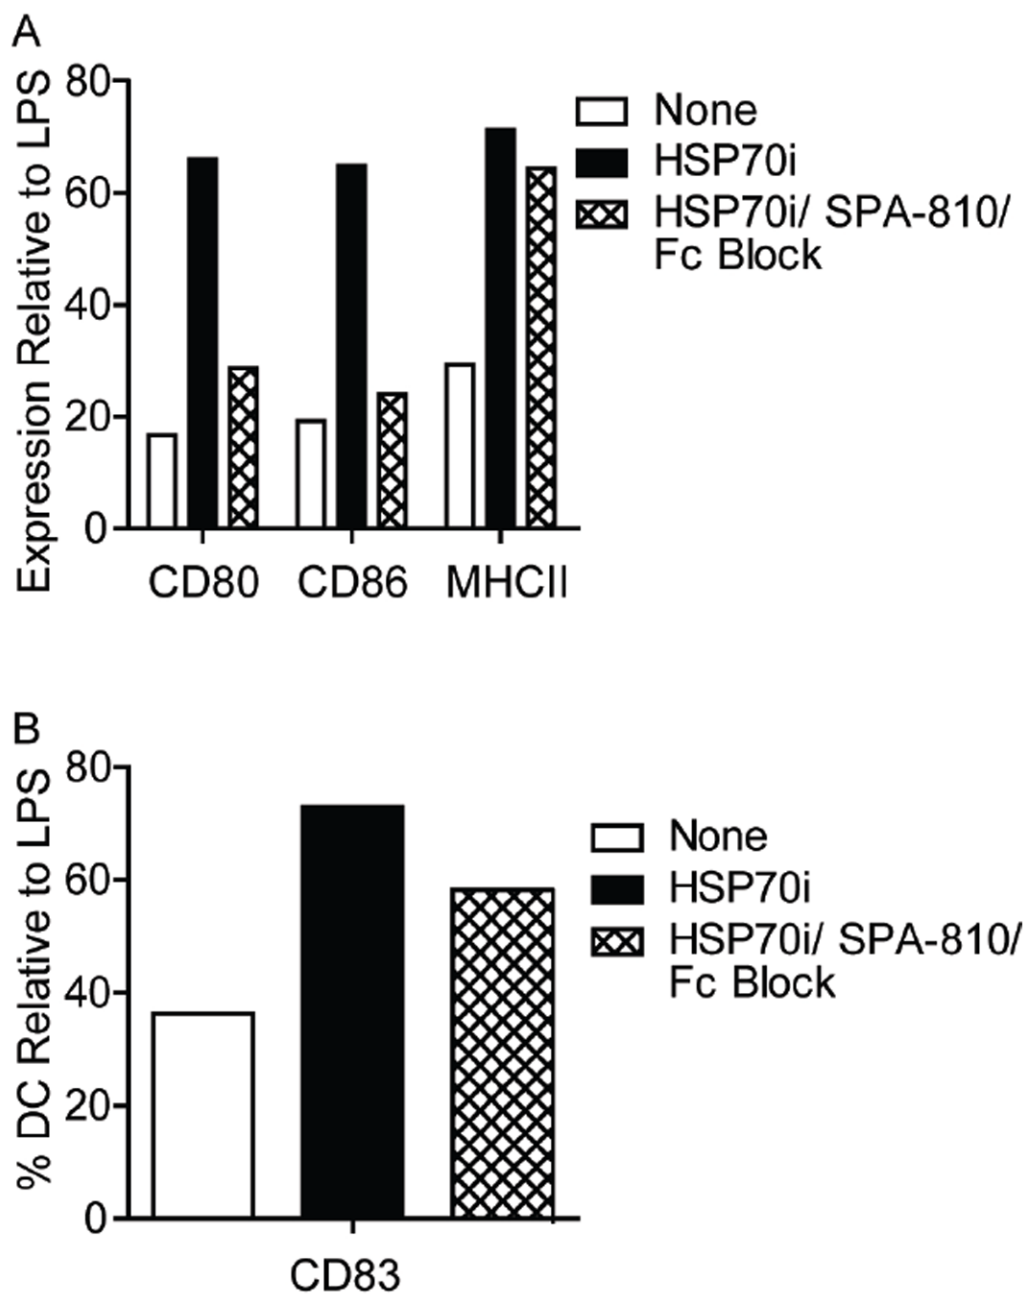 A
Expression Relative to LPS
80
60
40
20
0
CD80 CD86 MHCII
None
HSP70i
HSP70i/ SPA-810/
Fc Block
B
% DC Relative to LPS
80
60
40
20
0
CD83
None
HSP70i
HSP70i/ SPA-810/
Fc Block